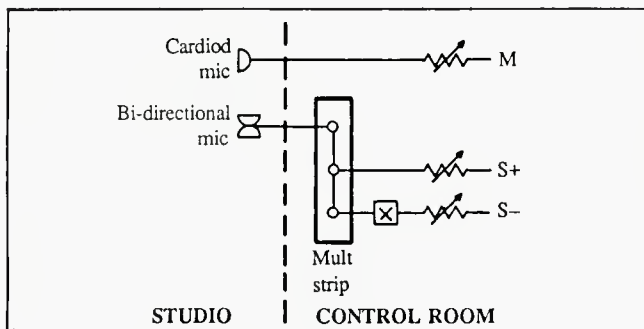 Cardiod
mic
M
Bi-directional
mic
S+
X
S–
Mult
strip
STUDIO
CONTROL ROOM